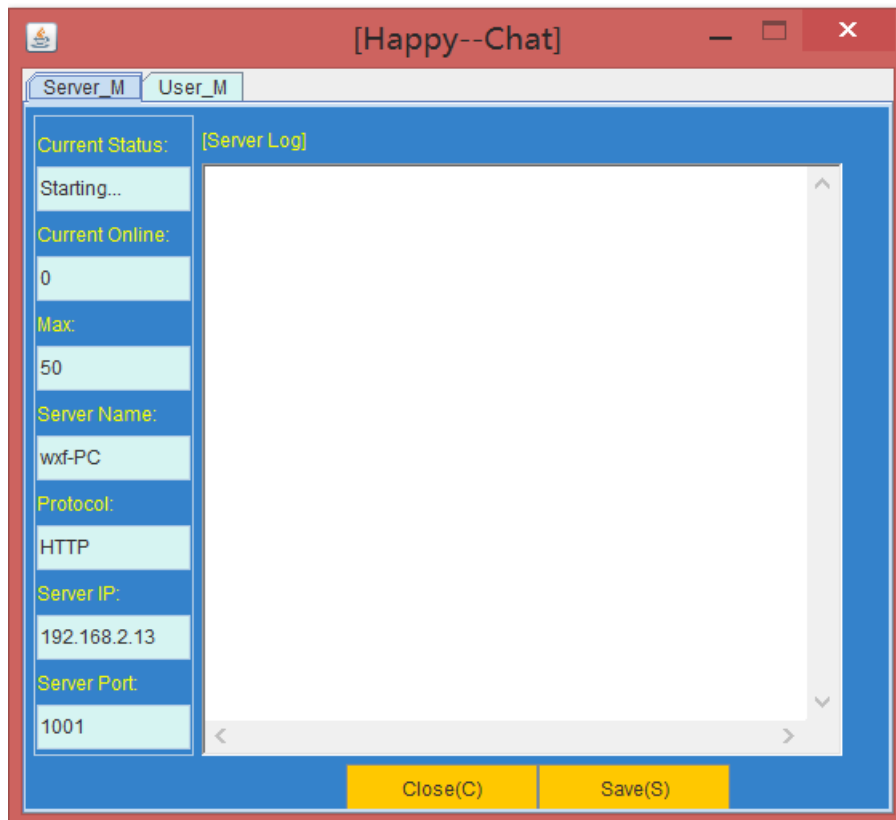 [Happy--Chat]
Server_M User_M
Current Status:
Starting...
Current Online:
0
Max:
50
Server Name:
wxf-PC
Protocol:
HTTP
Server IP:
192.168.2.13
Server Port:
1001
[Server Log]
Close(C) Save(S)